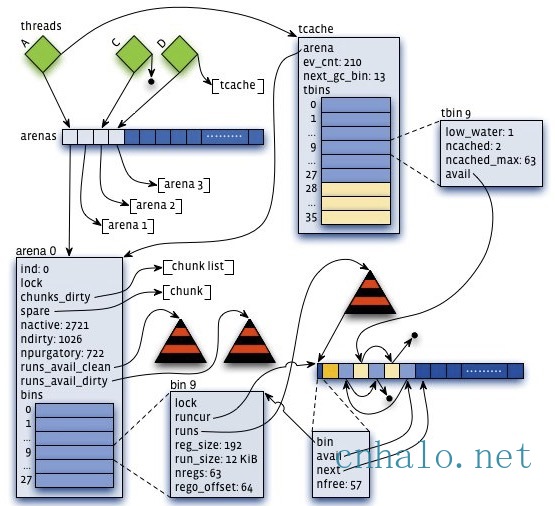 threads
A
C
D
[tcache]
arenas
[arena 3]
[arena 2]
[arena 1]
tcache
arena
ev_cnt: 210
next_gc_bin: 13
tbins
0
1
...
9
...
27
28
...
35
tbin 9
low_water: 1
ncached: 2
ncached_max: 63
avail
arena 0
ind: 0
lock
chunks_dirty
spare
nactive: 2721
ndirty: 1026
npurgatory: 722
runs_avail_clean
runs_avail_dirty
bins
0
1
...
9
...
27
[chunk list]
[chunk]
bin 9
lock
runcur
runs
reg_size: 192
run_size: 12 KiB
nregs: 63
reg0_offset: 64
bin
avail
next
nfree: 57
cnhalo.net